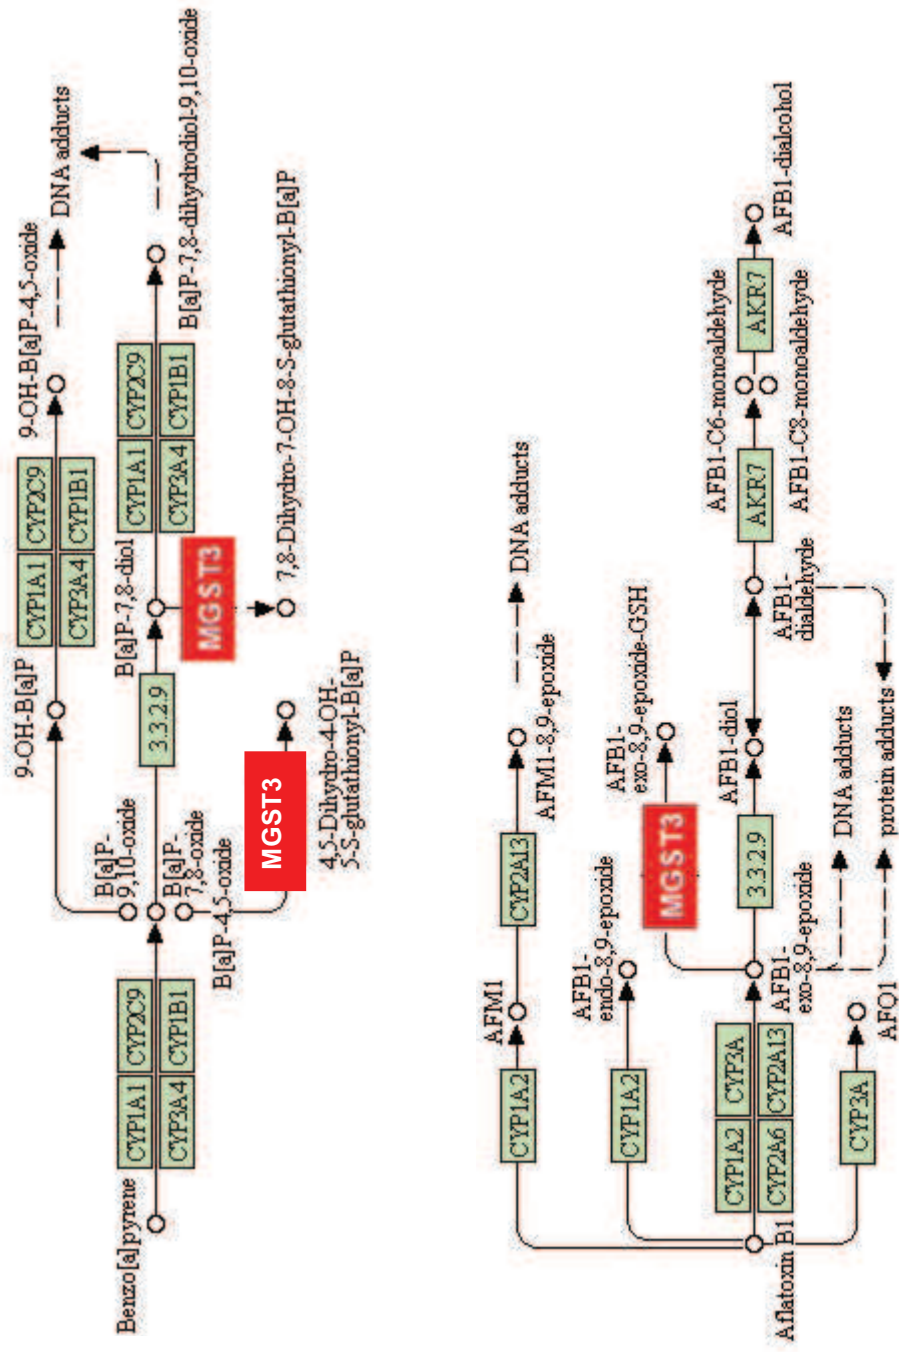 Benzo[a]pyrene
CYP1A1
CYP2C9
CYP3A4
CYP1B1
B[a]P-
9,10-oxide
B[a]P-
7,8-oxide
B[a]P-4,5-oxide
9-OH-B[a]P
CYP1A1
CYP2C9
CYP3A4
CYP1B1
9-OH-B[a]P-4,5-oxide
DNA adducts
3.3.2.9
B[a]P-7,8-diol
CYP1A1
CYP2C9
CYP3A4
CYP1B1
B[a]P-7,8-dihydrodiol-9,10-oxide
MGST3
7,8-Dihydro-7-OH-8-S-glutathionyl-B[a]P
MGST3
4,5-Dihydro-4-OH-
5-S-glutathionyl-B[a]P
Aflatoxin B1
CYP1A2
AFM1
CYP2A13
AFM1-8,9-epoxide
DNA adducts
CYP1A2
AFB1-
endo-8,9-epoxide
MGST3
AFB1-
exo-8,9-epoxide-GSH
CYP1A2
CYP3A
CYP2A6
CYP2A13
AFB1-
exo-8,9-epoxide
3.3.2.9
AFB1-diol
AFB1-
dialdehyde
AKR7
AFB1-C6-monoaldehyde
AFB1-C8-monoaldehyde
AKR7
AFB1-dialcohol
DNA adducts
protein adducts
CYP3A
AFQ1